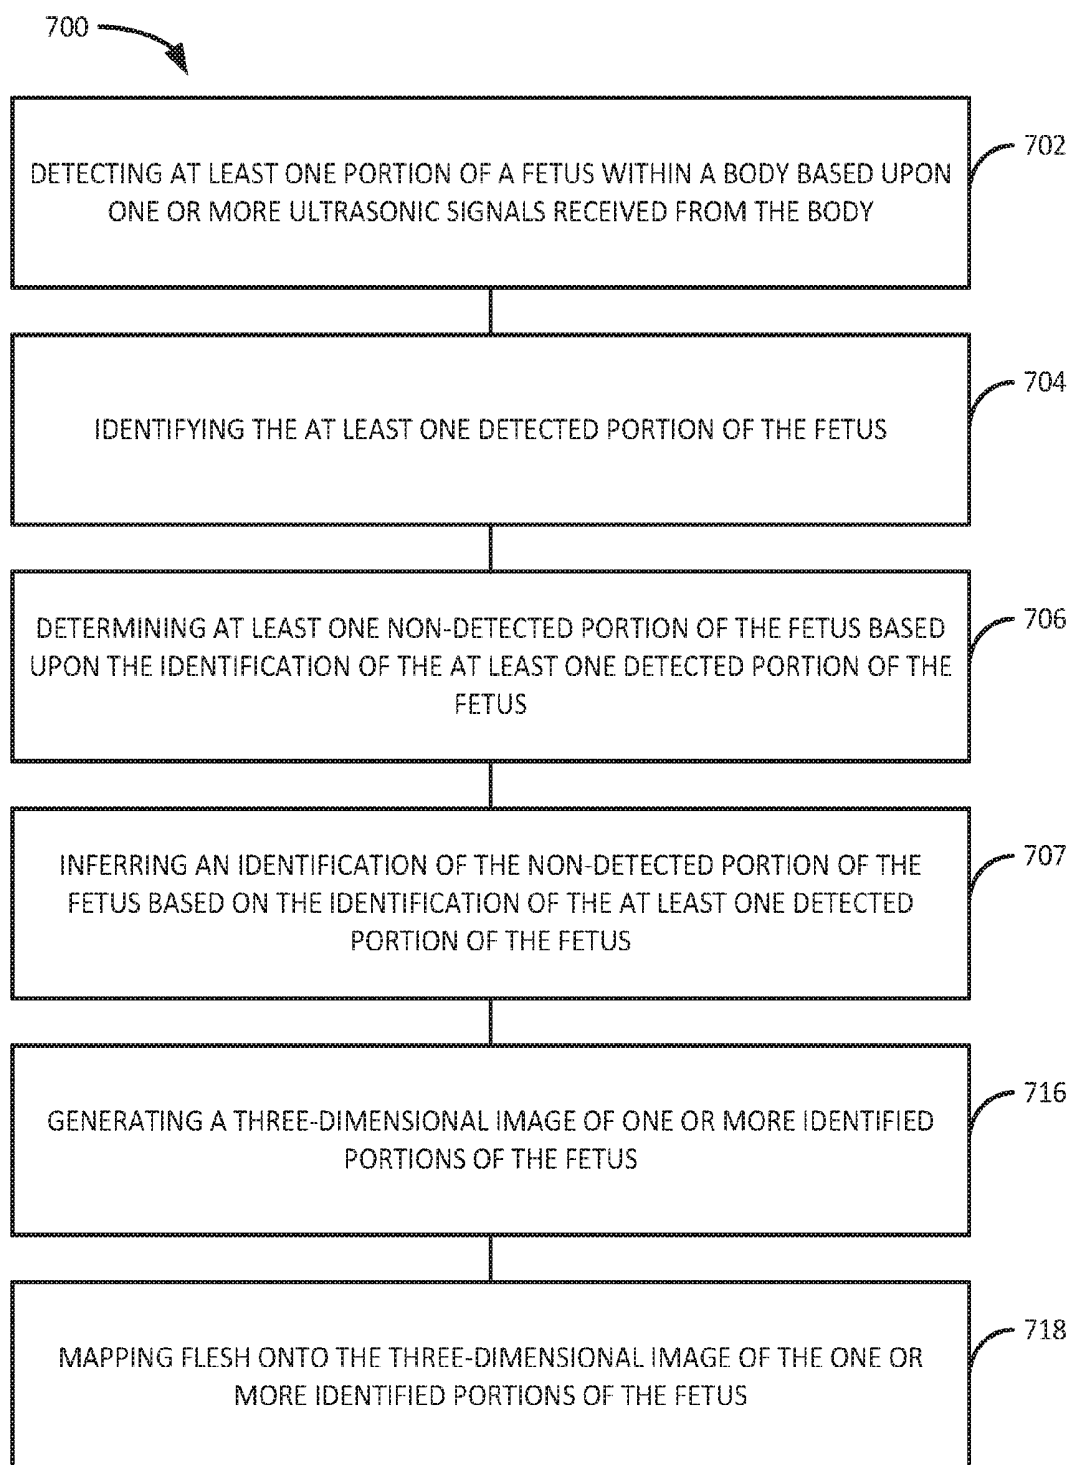 700
DETECTING AT LEAST ONE PORTION OF A FETUS WITHIN A BODY BASED UPON
ONE OR MORE ULTRASONIC SIGNALS RECEIVED FROM THE BODY
702
IDENTIFYING THE AT LEAST ONE DETECTED PORTION OF THE FETUS
704
DETERMINING AT LEAST ONE NON-DETECTED PORTION OF THE FETUS BASED
UPON THE IDENTIFICATION OF THE AT LEAST ONE DETECTED PORTION OF THE
FETUS
706
INFERRING AN IDENTIFICATION OF THE NON-DETECTED PORTION OF THE
FETUS BASED ON THE IDENTIFICATION OF THE AT LEAST ONE DETECTED
PORTION OF THE FETUS
707
GENERATING A THREE-DIMENSIONAL IMAGE OF ONE OR MORE IDENTIFIED
PORTIONS OF THE FETUS
716
MAPPING FLESH ONTO THE THREE-DIMENSIONAL IMAGE OF THE ONE OR
MORE IDENTIFIED PORTIONS OF THE FETUS
718